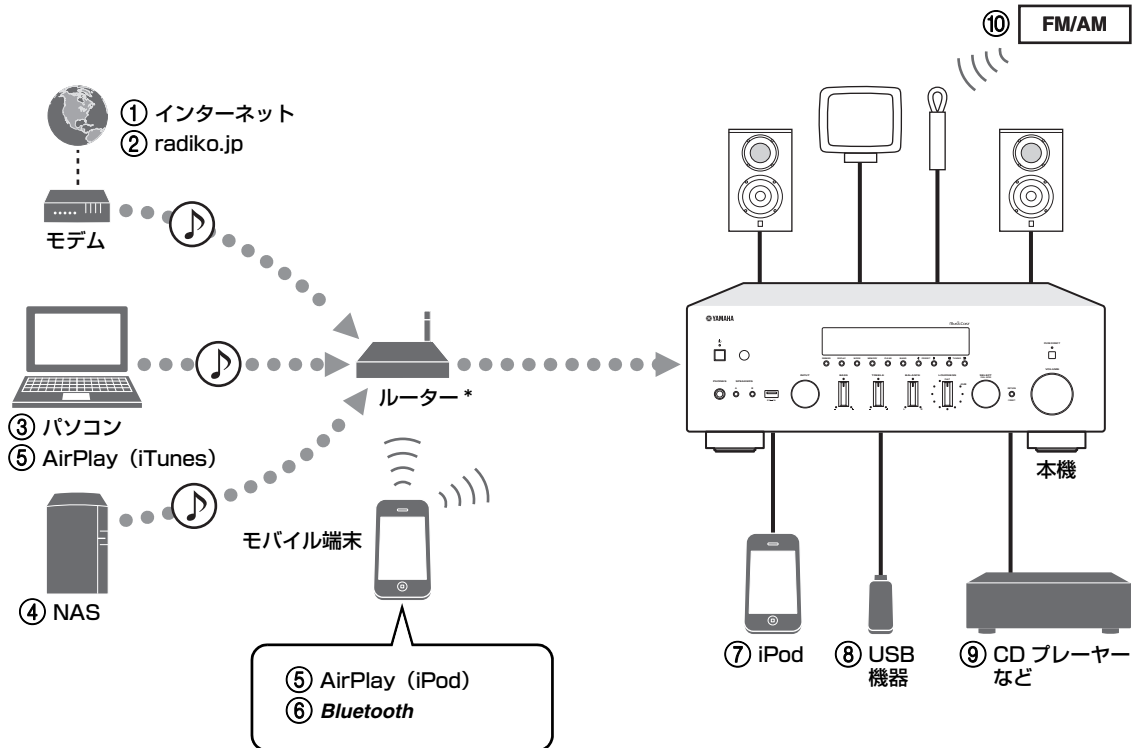 ⑩ FM/AM
① インターネット
② radiko.jp
モデム
③ パソコン
⑤ AirPlay（iTunes）
ルーター *
④ NAS
モバイル端末
⑤ AirPlay（iPod）
⑥ Bluetooth
YAMAHA
本機
⑦ iPod
⑧ USB
機器
⑨ CD プレーヤー
など